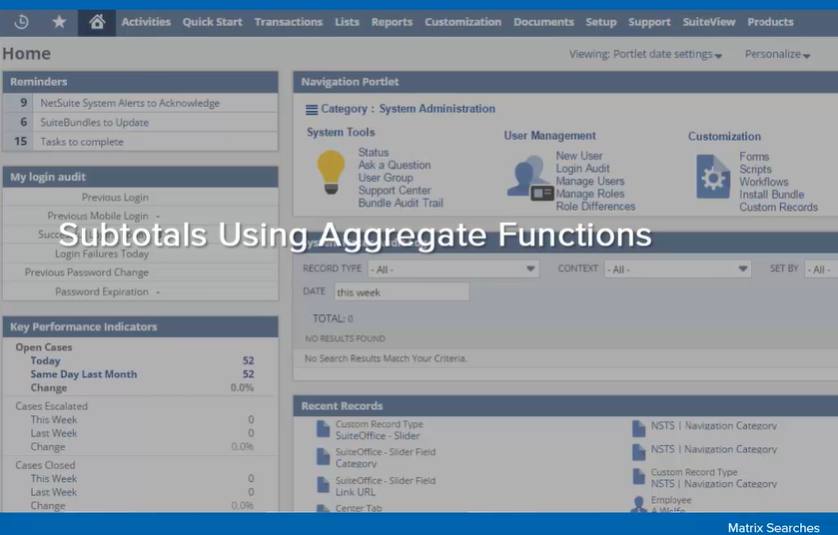 Activities Quick Start Transactions Lists Reports Customization Documents Setup Support SuiteView Products
Home
Viewing: Portlet date settings
Personalize
Reminders
9 NetSuite System Alerts to Acknowledge
6 SuiteBundles to Update
15 Tasks to complete
My login audit
Previous Login
Previous Mobile Login -
Login Failures Today
Previous Password Change
Password Expiration -
Subtotals Using Aggregate Functions
Key Performance Indicators
Open Cases
Today 52
Same Day Last Month 52
Change 0.0%
Cases Escalated
This Week 0
Last Week 0
Change 0.0%
Cases Closed
This Week 0
Last Week 0
Change 0.0%
Navigation Portlet
Category : System Administration
System Tools
Status
Ask a Question
User Group
Support Center
Bundle Audit Trail
User Management
New User
Login Audit
Manage Users
Manage Roles
Role Differences
Customization
Forms
Scripts
Workflows
Install Bundle
Custom Records
RECORD TYPE - All - CONTEXT - All - SET BY - All -
DATE this week
TOTAL: 0
NO RESULTS FOUND
No Search Results Match Your Criteria.
Recent Records
Custom Record Type
SuiteOffice - Slider
SuiteOffice - Slider Field
Category
SuiteOffice - Slider Field
Link URL
Center Tab
NSTS | Navigation Category
NSTS | Navigation Category
Custom Record Type
NSTS | Navigation Category
Employee
A Wolfe
Matrix Searches